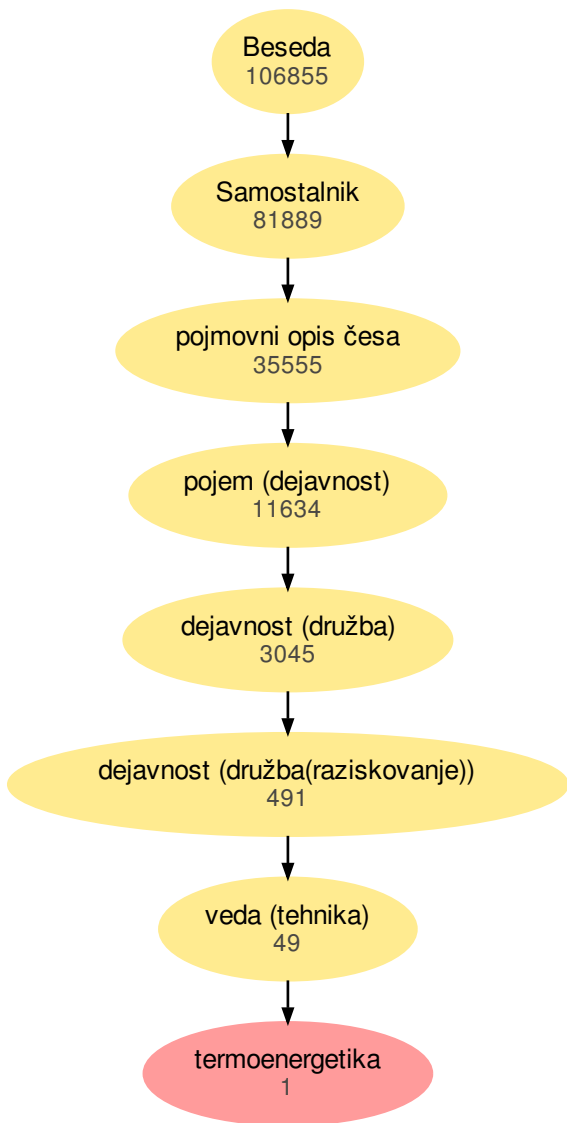 Beseda
106855
Samostalnik
81889
pojmovni opis česa
35555
pojem (dejavnost)
11634
dejavnost (družba)
3045
dejavnost (družba(raziskovanje))
491
veda (tehnika)
49
termoenergetika
1